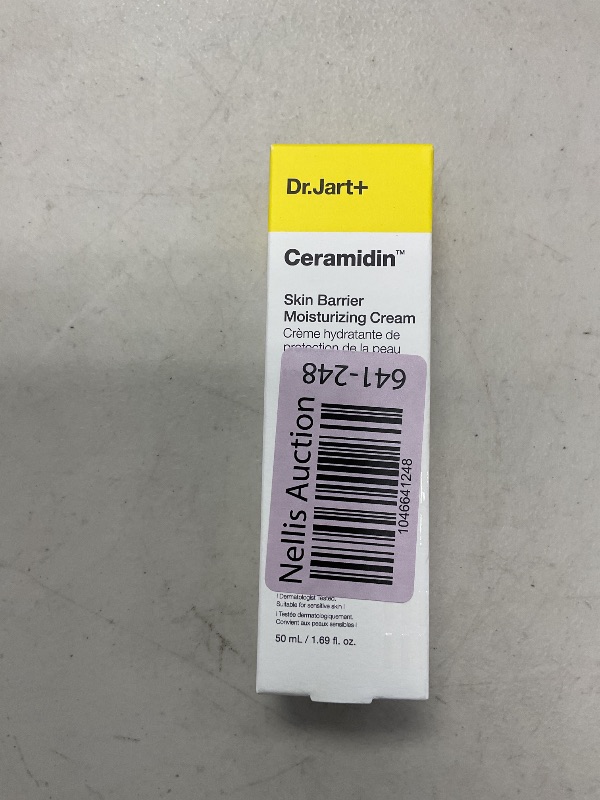 Dr.Jart+
Ceramidin™
Skin Barrier
Moisturizing Cream
Crème hydratante de
protection de la peau
641-248
Nellis Auction
1046641248
| Dermatologist Tested.
Suitable for sensitive skin |
| Testée dermatologiquement.
Convient aux peaux sensibles |
50 mL / 1.69 fl. oz.